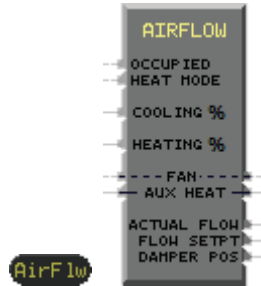 AIRFLOW
OCCUPIED
HEAT MODE
COOLING %
HEATING %
FAN
AUX HEAT
ACTUAL FLOW
FLOW SETPT
DAMPER POS
AirFlw